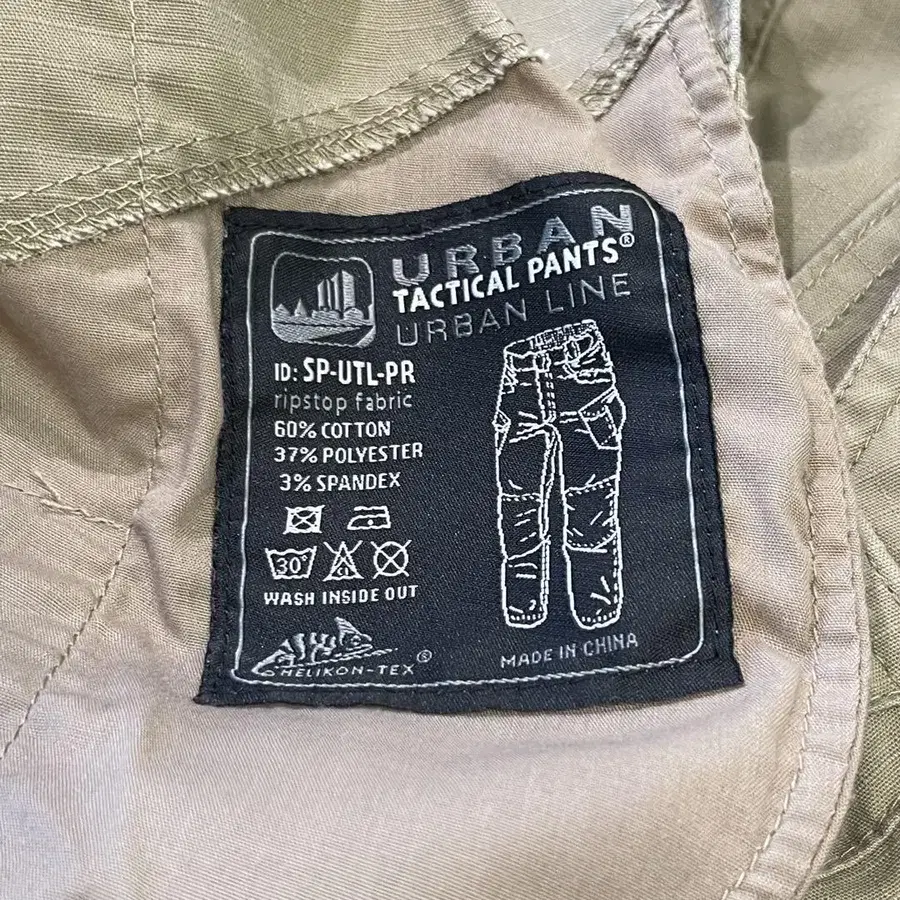 URBAN
TACTICAL PANTS®
URBAN LINE
ID: SP-UTL-PR
ripstop fabric
60% COTTON
37% POLYESTER
3% SPANDEX
30°
CL
WASH INSIDE OUT
HELIKON-TEX®
MADE IN CHINA